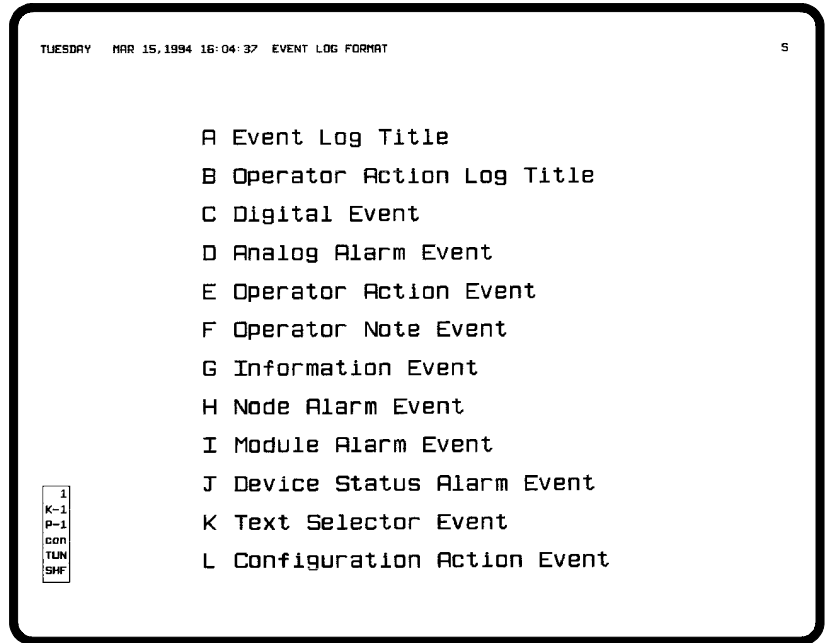 TUESDAY MAR 15,1994 16:04:37 EVENT LOG FORMAT S
A Event Log Title
B Operator Action Log Title
C Digital Event
D Analog Alarm Event
E Operator Action Event
F Operator Note Event
G Information Event
H Node Alarm Event
I Module Alarm Event
J Device Status Alarm Event
K Text Selector Event
L Configuration Action Event
1
K-1
P-1
con
TUN
SHF